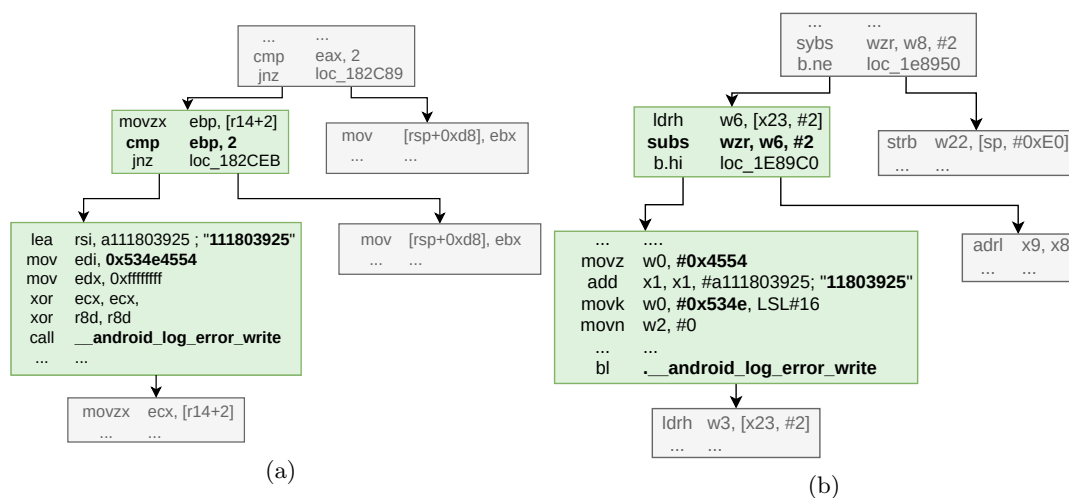 ... ...
cmp eax, 2
jnz loc_182C89
movzx ebp, [r14+2]
cmp ebp, 2
jnz loc_182CEB
mov [rsp+0xd8], ebx
... ...
lea rsi, a111803925 ; "111803925"
mov edi, 0x534e4554
mov edx, 0xffffffff
xor ecx, ecx,
xor r8d, r8d
call __android_log_error_write
... ...
mov [rsp+0xd8], ebx
... ...
movzx ecx, [r14+2]
... ...
(a)
... ...
sybs wzr, w8, #2
b.ne loc_1e8950
ldrh w6, [x23, #2]
subs wzr, w6, #2
b.hi loc_1E89C0
strb w22, [sp, #0xE0]
... ...
... ....
movz w0, #0x4554
add x1, x1, #a111803925; "11803925"
movk w0, #0x534e, LSL#16
movn w2, #0
... ...
bl .__android_log_error_write
adrl x9, x8
... ...
ldrh w3, [x23, #2]
... ...
(b)